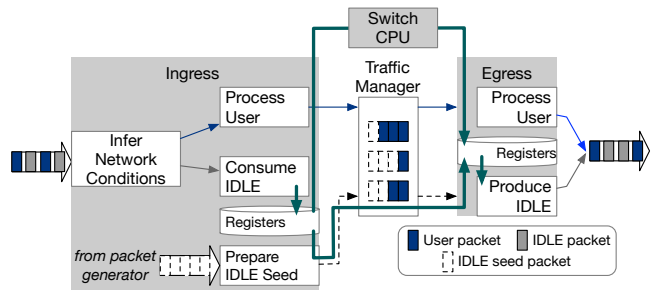 Switch
CPU
Ingress
Traffic
Manager
Egress
Process
User
Process
User
Infer
Network
Conditions
Consume
IDLE
Registers
Registers
Produce
IDLE
from packet
generator
Prepare
IDLE Seed
User packet
IDLE packet
IDLE seed packet